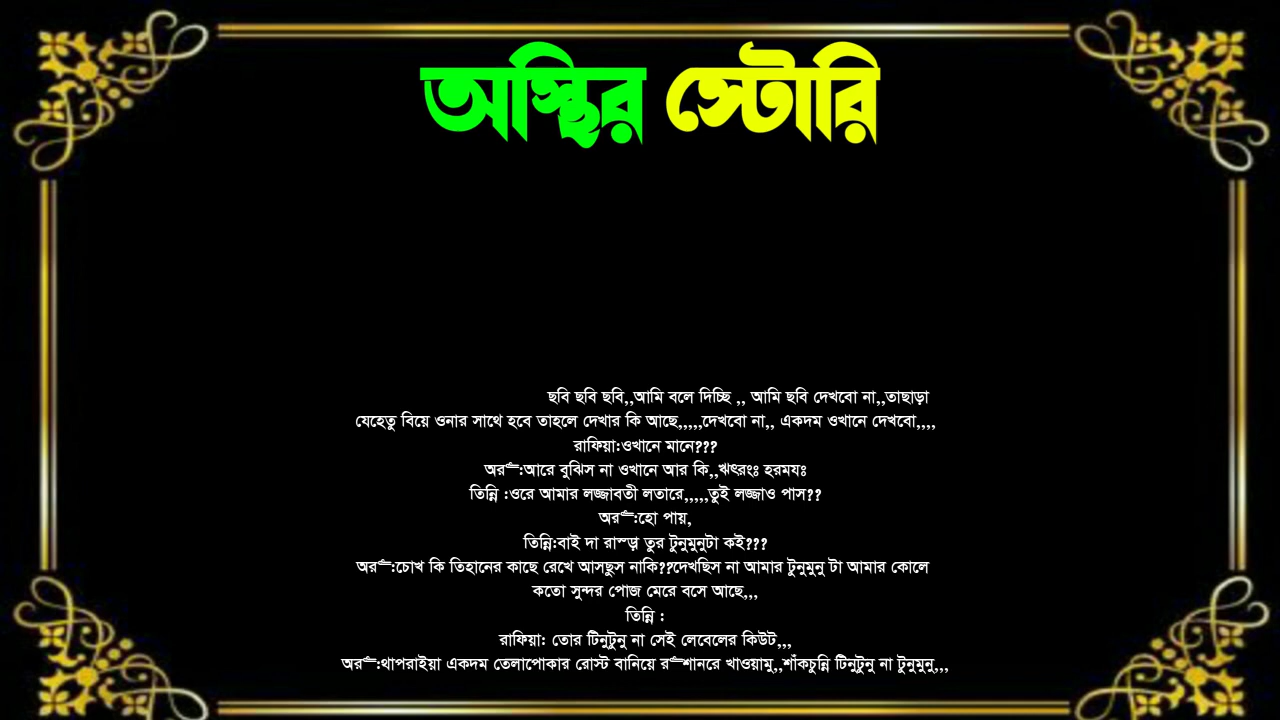 অস্থির স্টোরি
ছবি ছবি ছবি,,আমি বলে দিচ্ছি ,, আমি ছবি দেখবো না,,তাছাড়া
যেহেতু বিয়ে ওনার সাথে হবে তাহলে দেখার কি আছে,,,,,দেখবো না,, একদম ওখানে দেখবো,,,,
রাফিয়া:ওখানে মানে???
:আরে বুঝিস না ওখানে আর কি,,ঋৎরংঃ হরমযঃ
তিন্নি :ওরে আমার লজ্জাবতী লতারে,,,,,তুই লজ্জাও পাস??
:হো পায়,
তিন্নি:বাই দা তুর টুনুমুনুটা কই???
:চোখ কি তিহানের কাছে রেখে আসছুস নাকি??দেখছিস না আমার টুনুমুনু টা আমার কোলে
কতো সুন্দর পোজ মেরে বসে আছে,,,
তিন্নি :
রাফিয়া: তোর টিনুটুনু না সেই লেবেলের কিউট,,,
:থাপরাইয়া একদম তেলাপোকার রোস্ট বানিয়ে খাওয়ামু,,শাঁকচুন্নি টিনুটুনু না টুনুমুনু,,,